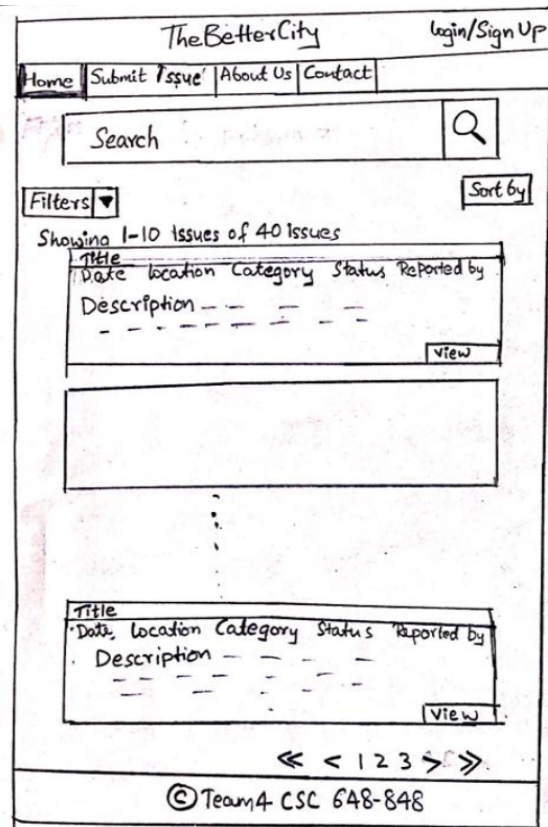 TheBetterCity login/Sign Up
Home Submit Issue' About Us Contact
Search
Filters ▼ Sort by
Showing 1-10 Issues of 40 Issues
Title
Date location Category Status Reported by
Description
View
Title
Date, location Category Status Reported by
Description
View
≪ < 1 2 3 > ≫
© Team4 CSC 648-848